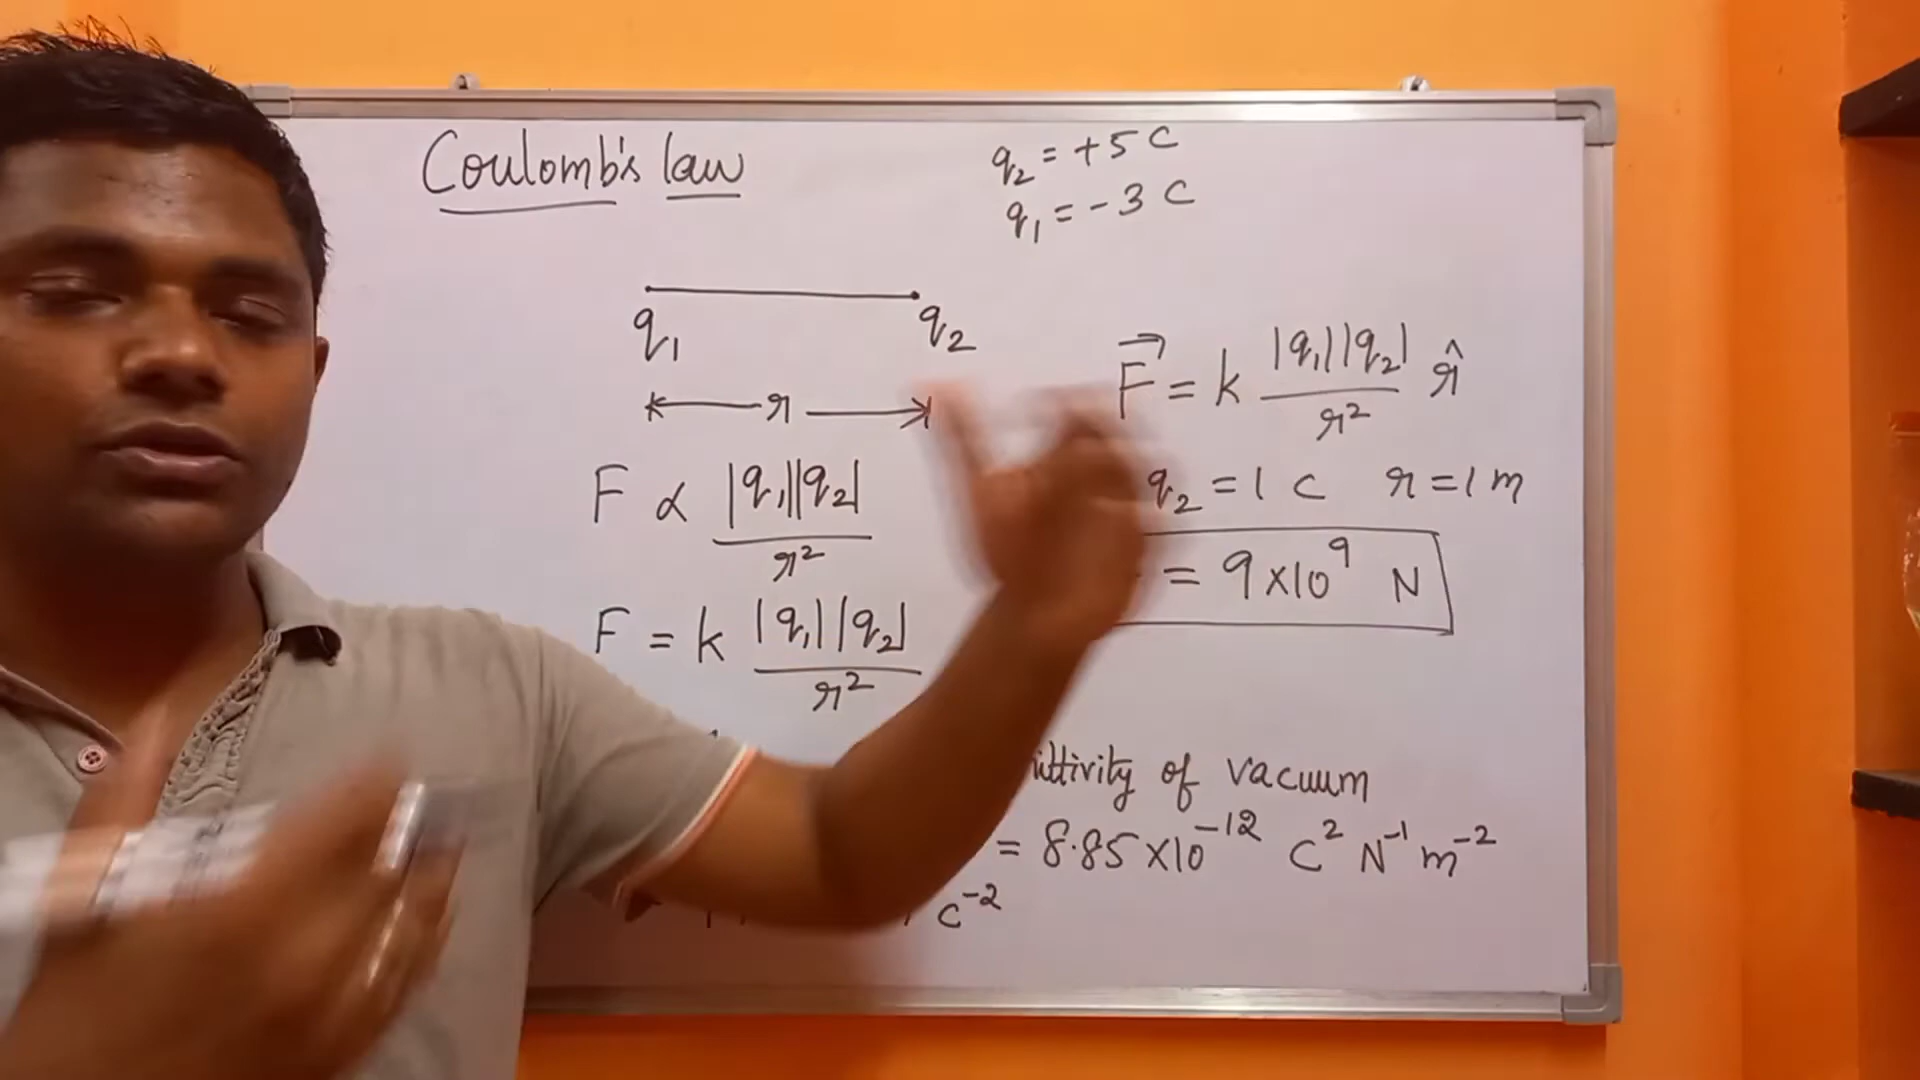 Coulomb's law
q₂ = +5 C
q₁ = -3 C
q₁ q₂
r
F ∝ |q₁||q₂| / r²
F = k |q₁||q₂| / r²
F⃗ = k |q₁||q₂| / r² r̂
q₂ = 1 C r = 1 m
= 9×10⁹ N
of vacuum
= 8.85 ×10⁻¹² C² N⁻¹ m⁻²
C⁻²